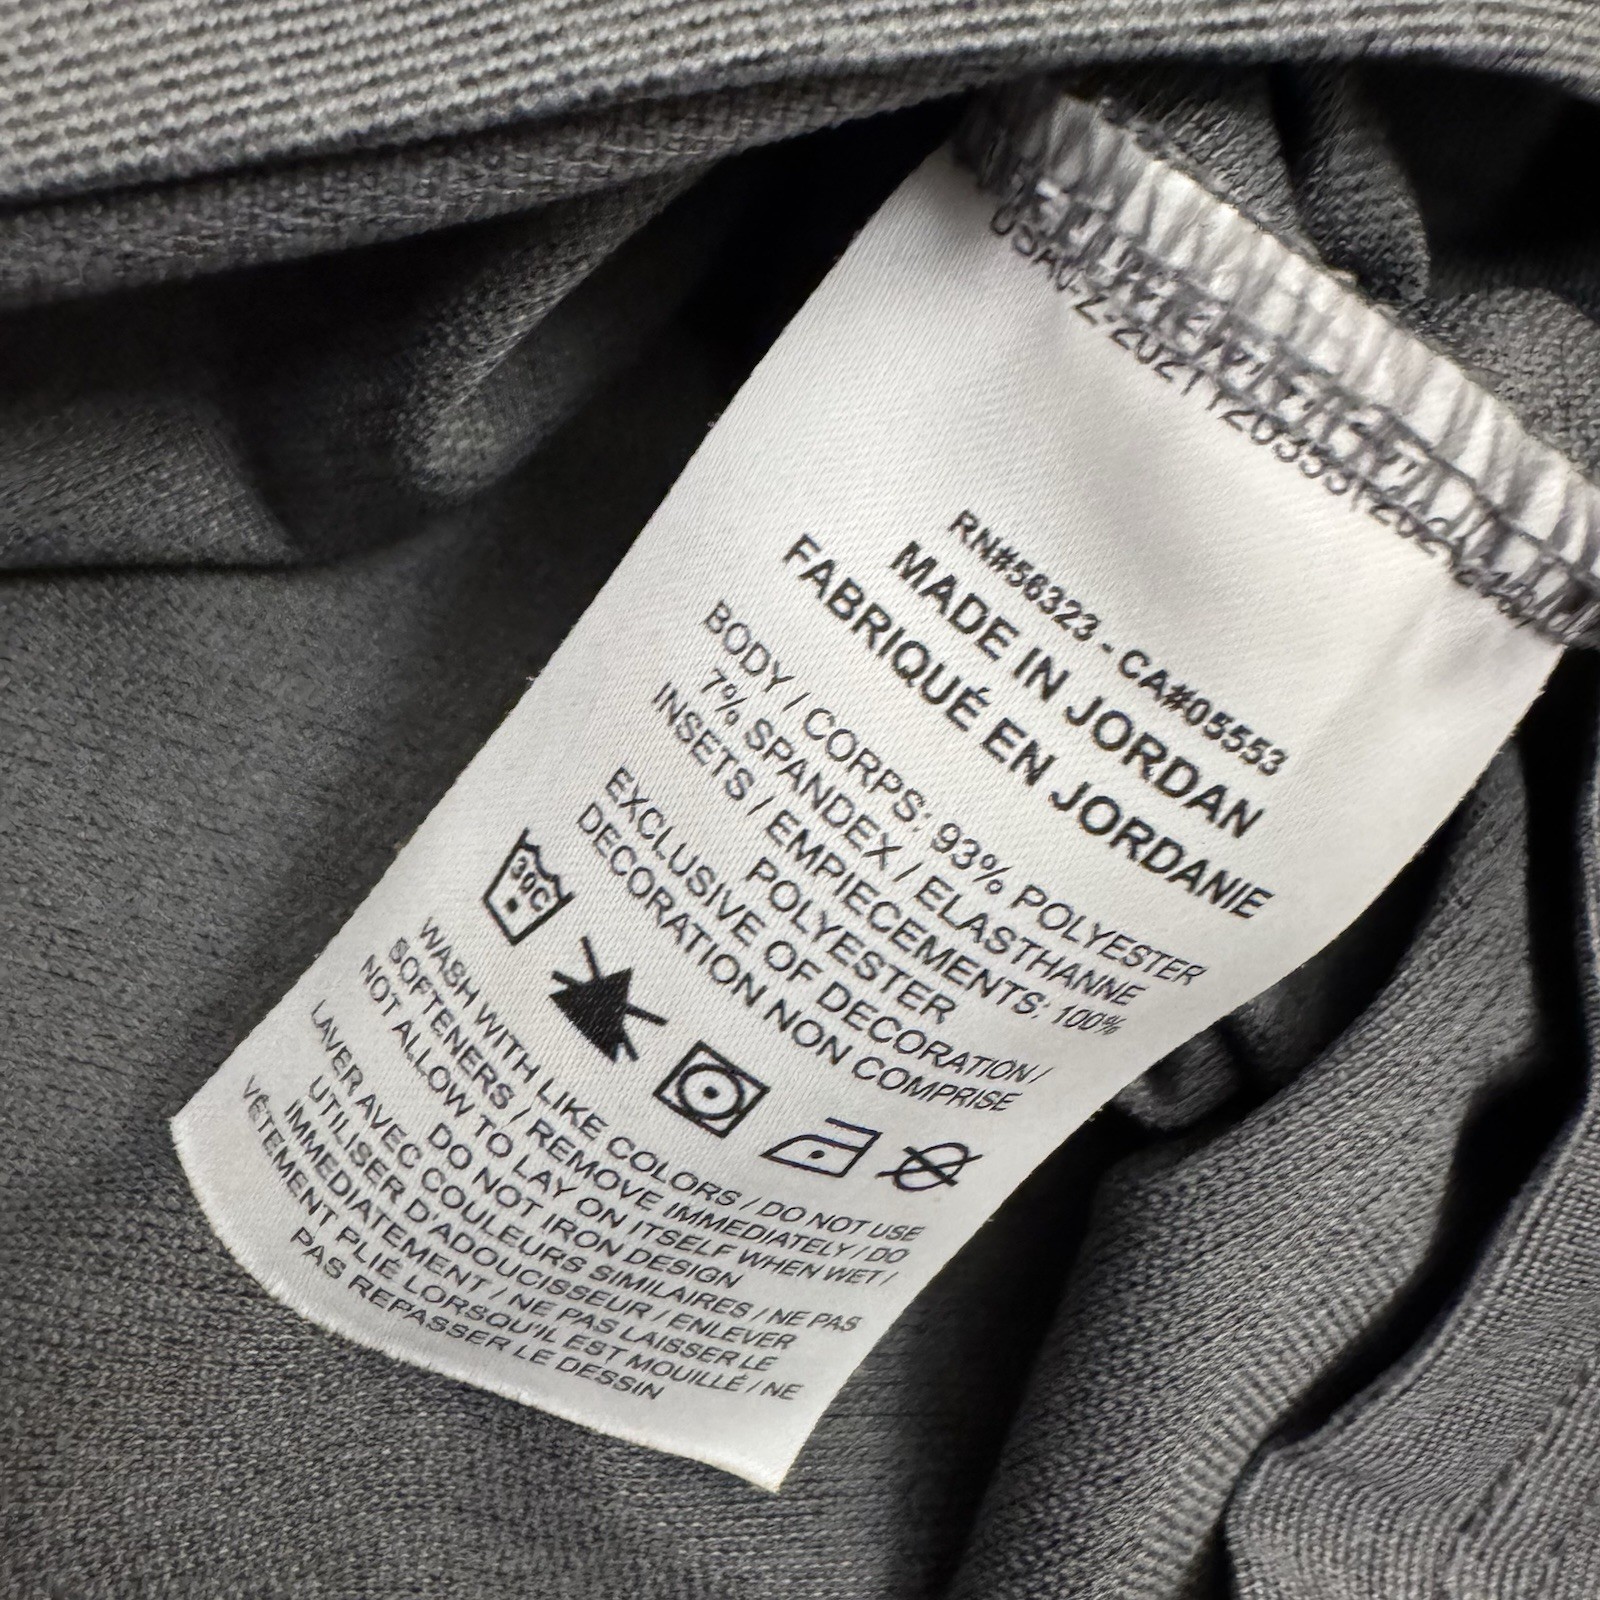 RN#56323 - CA#05553
MADE IN JORDAN
FABRIQUÉ EN JORDANIE
BODY / CORPS: 93% POLYESTER
7% SPANDEX / ELASTHANNE
INSETS / EMPIECEMENTS: 100%
POLYESTER
EXCLUSIVE OF DECORATION /
DECORATION NON COMPRISE
30C
WASH WITH LIKE COLORS / DO NOT USE
SOFTENERS / REMOVE IMMEDIATELY / DO
NOT ALLOW TO LAY ON ITSELF WHEN WET /
DO NOT IRON DESIGN
LAVER AVEC COULEURS SIMILAIRES / NE PAS
UTILISER D'ADOUCISSEUR / ENLEVER
IMMEDIATEMENT / NE PAS LAISSER LE
VÊTEMENT PLIÉ LORSQU'IL EST MOUILLÉ / NE
PAS REPASSER LE DESSIN